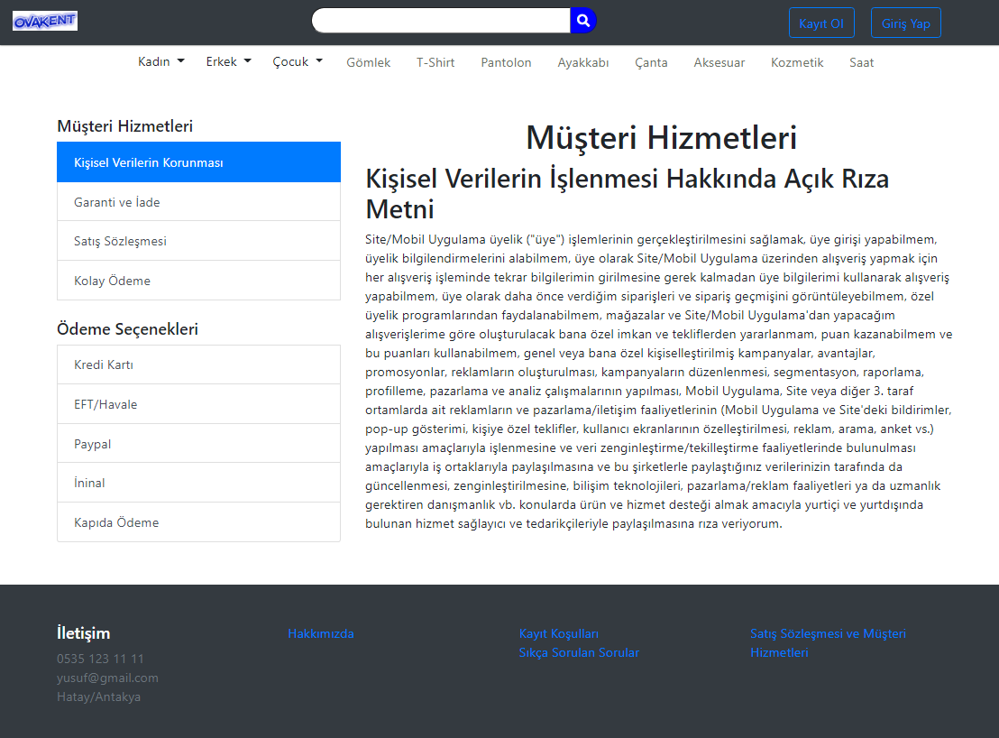 OVAKENT
Kayıt Ol
Giriş Yap
Kadın
Erkek
Çocuk
Gömlek
T-Shirt
Pantolon
Ayakkabı
Çanta
Aksesuar
Kozmetik
Saat
Müşteri Hizmetleri
Kişisel Verilerin Korunması
Garanti ve İade
Satış Sözleşmesi
Kolay Ödeme
Ödeme Seçenekleri
Kredi Kartı
EFT/Havale
Paypal
İninal
Kapıda Ödeme
Müşteri Hizmetleri
Kişisel Verilerin İşlenmesi Hakkında Açık Rıza
Metni
Site/Mobil Uygulama üyelik ("üye") işlemlerinin gerçekleştirilmesini sağlamak, üye girişi yapabilmem,
üyelik bilgilendirmelerini alabilmem, üye olarak Site/Mobil Uygulama üzerinden alışveriş yapmak için
her alışveriş işleminde tekrar bilgilerimin girilmesine gerek kalmadan üye bilgilerimi kullanarak alışveriş
yapabilmem, üye olarak daha önce verdiğim siparişleri ve sipariş geçmişini görüntüleyebilmem, özel
üyelik programlarından faydalanabilmem, mağazalar ve Site/Mobil Uygulama'dan yapacağım
alışverişlerime göre oluşturulacak bana özel imkan ve tekliflerden yararlanmam, puan kazanabilmem ve
bu puanları kullanabilmem, genel veya bana özel kişiselleştirilmiş kampanyalar, avantajlar,
promosyonlar, reklamların oluşturulması, kampanyaların düzenlenmesi, segmentasyon, raporlama,
profilleme, pazarlama ve analiz çalışmalarının yapılması, Mobil Uygulama, Site veya diğer 3. taraf
ortamlarda ait reklamların ve pazarlama/iletişim faaliyetlerinin (Mobil Uygulama ve Site'deki bildirimler,
pop-up gösterimi, kişiye özel teklifler, kullanıcı ekranlarının özelleştirilmesi, reklam, arama, anket vs.)
yapılması amaçlarıyla işlenmesine ve veri zenginleştirme/tekilleştirme faaliyetlerinde bulunulması
amaçlarıyla iş ortaklarıyla paylaşılmasına ve bu şirketlerle paylaştığınız verilerinizin tarafında da
güncellenmesi, zenginleştirilmesine, bilişim teknolojileri, pazarlama/reklam faaliyetleri ya da uzmanlık
gerektiren danışmanlık vb. konularda ürün ve hizmet desteği almak amacıyla yurtiçi ve yurtdışında
bulunan hizmet sağlayıcı ve tedarikçileriyle paylaşılmasına rıza veriyorum.
İletişim
0535 123 11 11
yusuf@gmail.com
Hatay/Antakya
Hakkımızda
Kayıt Koşulları
Sıkça Sorulan Sorular
Satış Sözleşmesi ve Müşteri
Hizmetleri